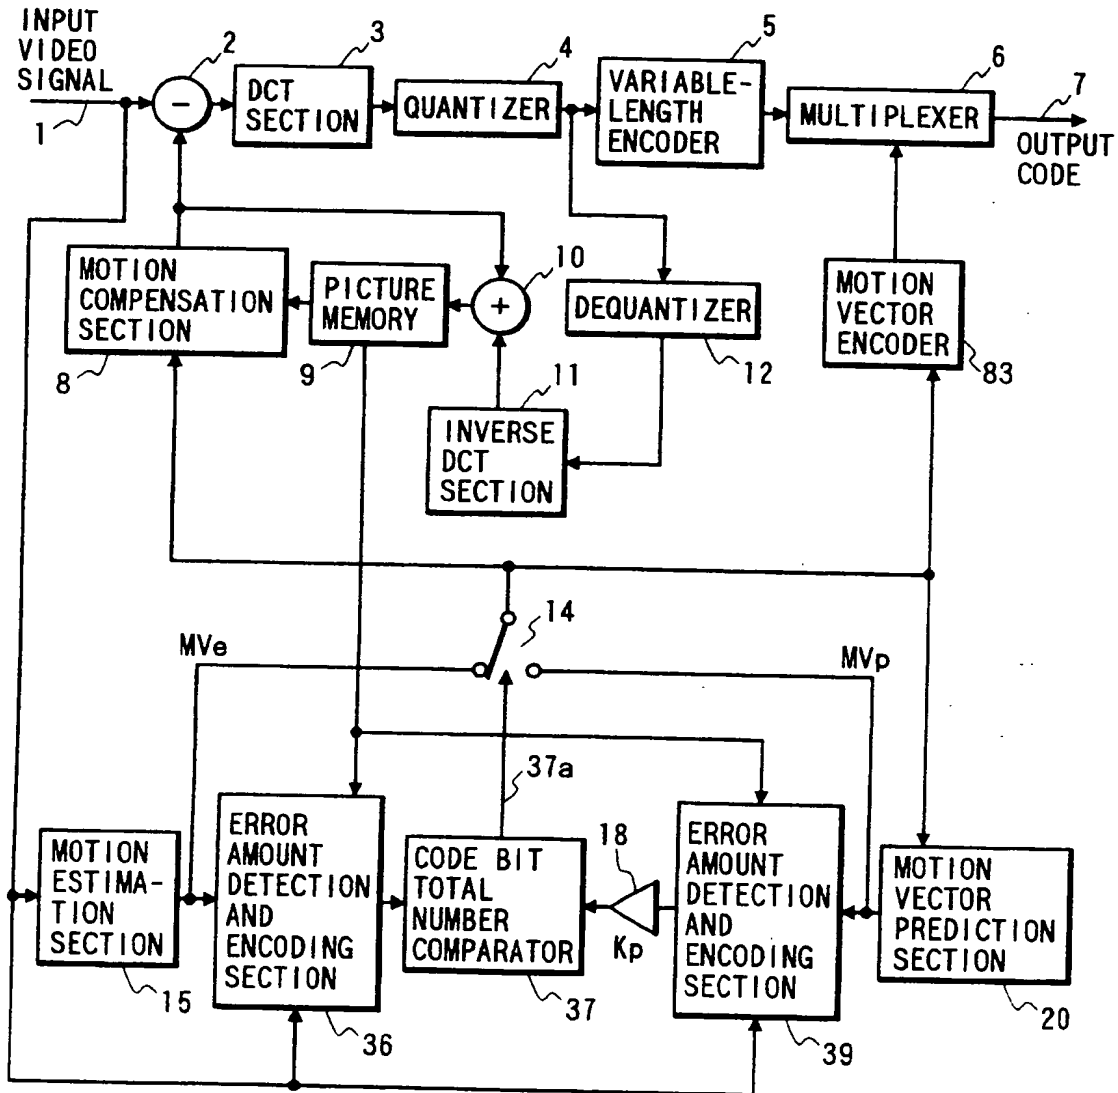 INPUT
VIDEO
SIGNAL
1
2
−
3
DCT
SECTION
4
QUANTIZER
5
VARIABLE-
LENGTH
ENCODER
6
MULTIPLEXER
7
OUTPUT
CODE
MOTION
COMPENSATION
SECTION
8
PICTURE
MEMORY
9
10
+
11
INVERSE
DCT
SECTION
DEQUANTIZER
12
MOTION
VECTOR
ENCODER
83
14
MVe
MVp
37a
MOTION
ESTIMA-
TION
SECTION
15
ERROR
AMOUNT
DETECTION
AND
ENCODING
SECTION
36
CODE BIT
TOTAL
NUMBER
COMPARATOR
37
18
Kp
ERROR
AMOUNT
DETECTION
AND
ENCODING
SECTION
39
MOTION
VECTOR
PREDICTION
SECTION
20